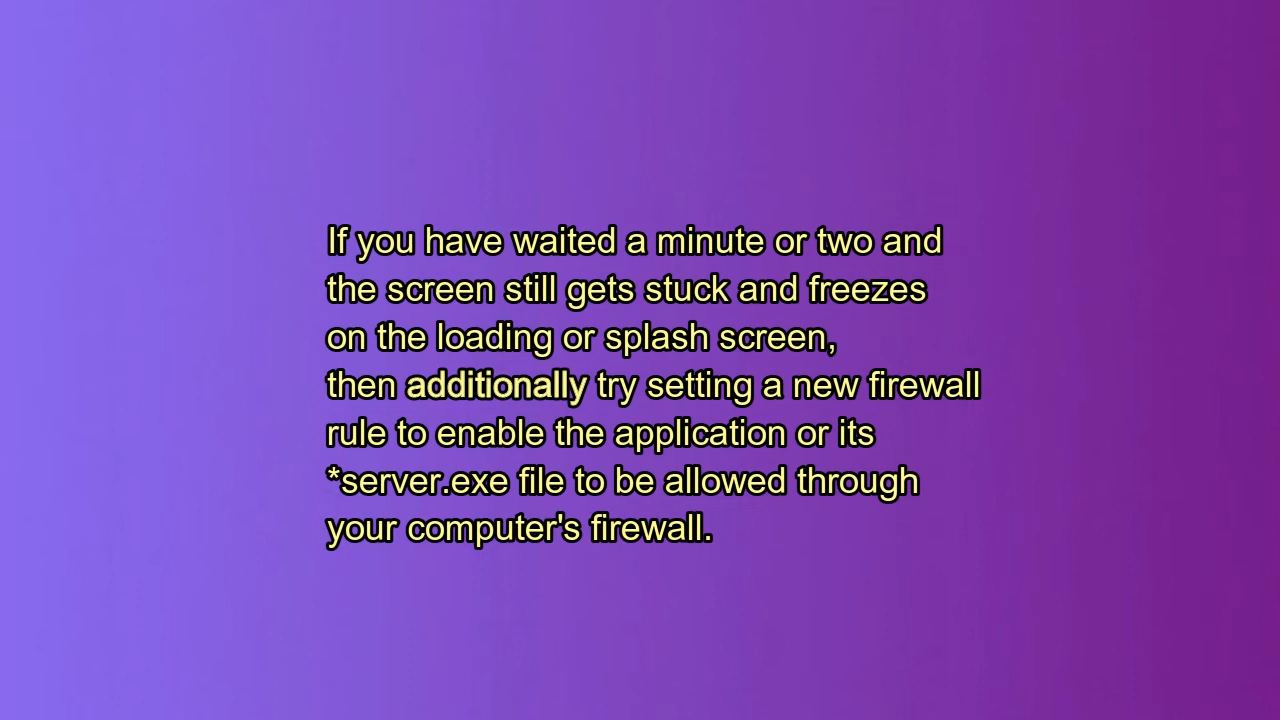 If you have waited a minute or two and
the screen still gets stuck and freezes
on the loading or splash screen,
then additionally try setting a new firewall
rule to enable the application or its
*server.exe file to be allowed through
your computer's firewall.